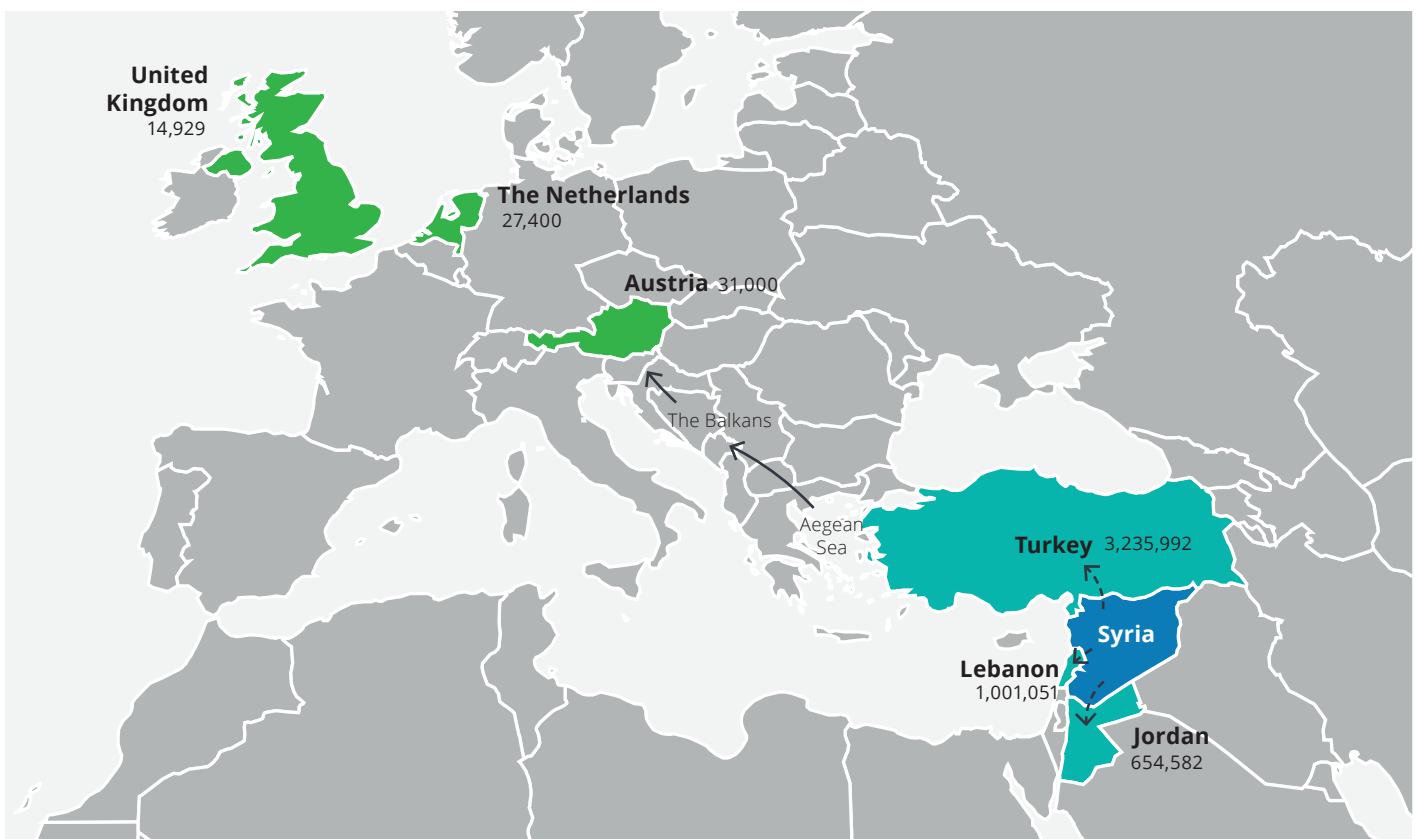 United
Kingdom
14,929
The Netherlands
27,400
Austria 31,000
The Balkans
Aegean
Sea
Turkey 3,235,992
Syria
Lebanon
1,001,051
Jordan
654,582